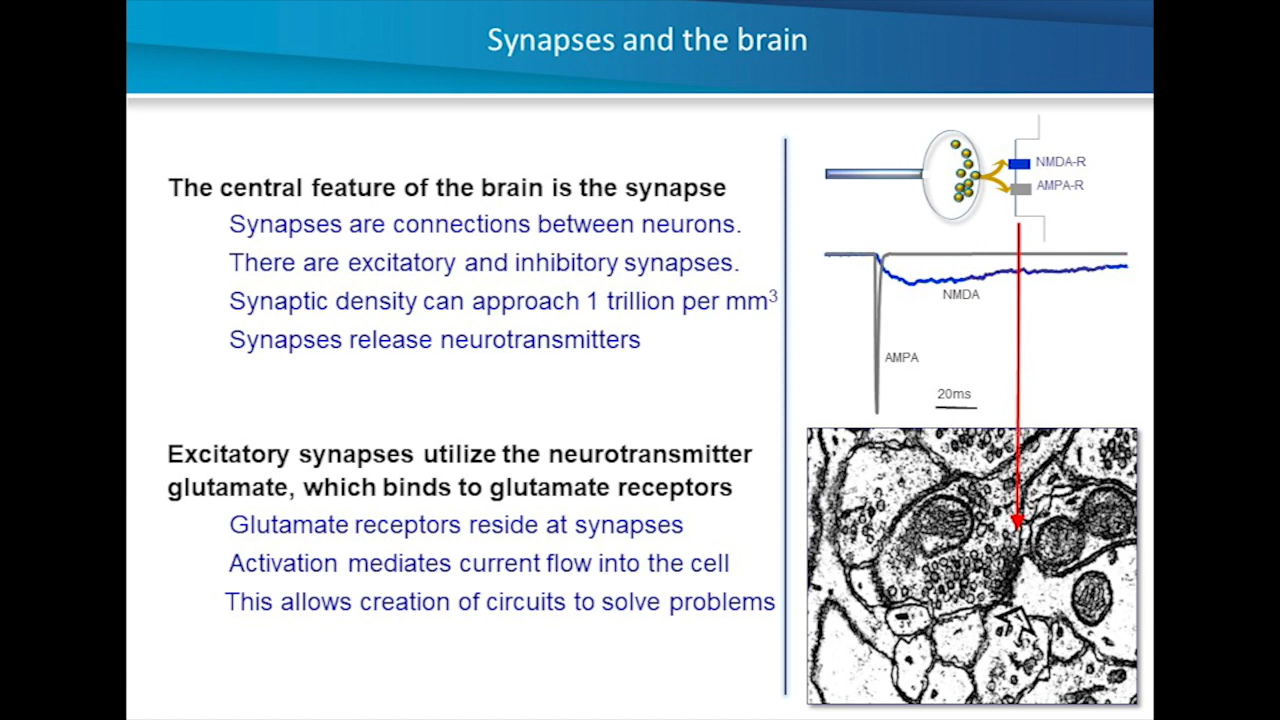 Synapses and the brain
The central feature of the brain is the synapse
Synapses are connections between neurons.
There are excitatory and inhibitory synapses.
Synaptic density can approach 1 trillion per mm³
Synapses release neurotransmitters
Excitatory synapses utilize the neurotransmitter
glutamate, which binds to glutamate receptors
Glutamate receptors reside at synapses
Activation mediates current flow into the cell
This allows creation of circuits to solve problems
NMDA-R
AMPA-R
NMDA
AMPA
20ms